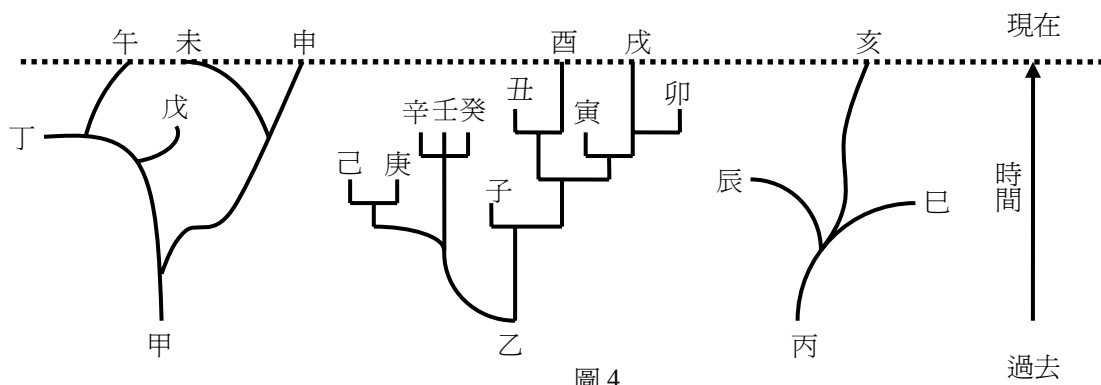 現在
午 未 申 酉 戌 亥
丑 卯
戊 辛 壬 癸 寅
丁
己 庚 子 辰 巳 時間
甲 乙 丙
過去
圖 4